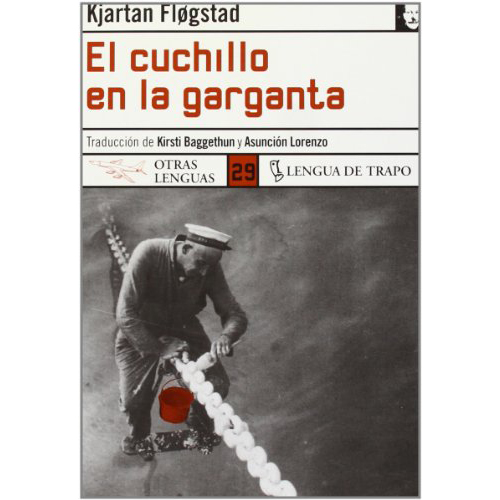 Kjartan Fløgstad
El cuchillo
en la garganta
Traducción de Kirsti Baggethun y Asunción Lorenzo
OTRAS
LENGUAS
29
LENGUA DE TRAPO